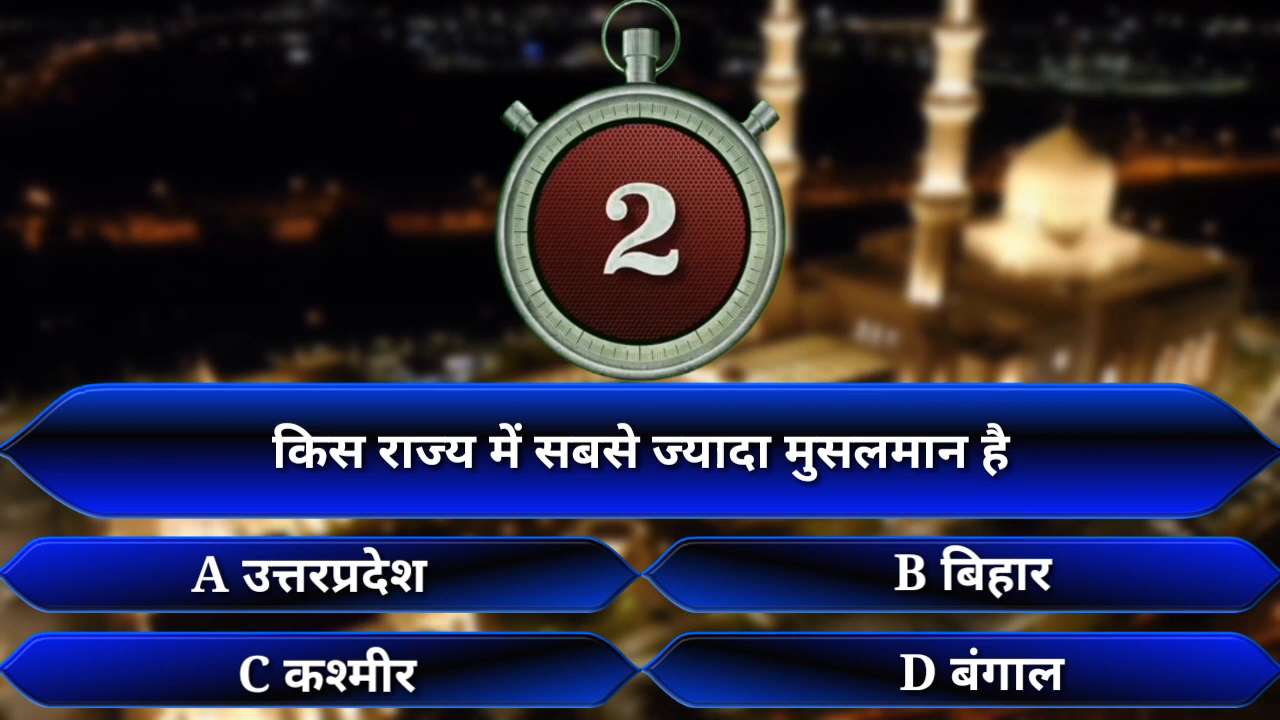 2
किस राज्य में सबसे ज्यादा मुसलमान है
A उत्तरप्रदेश
B बिहार
C कश्मीर
D बंगाल